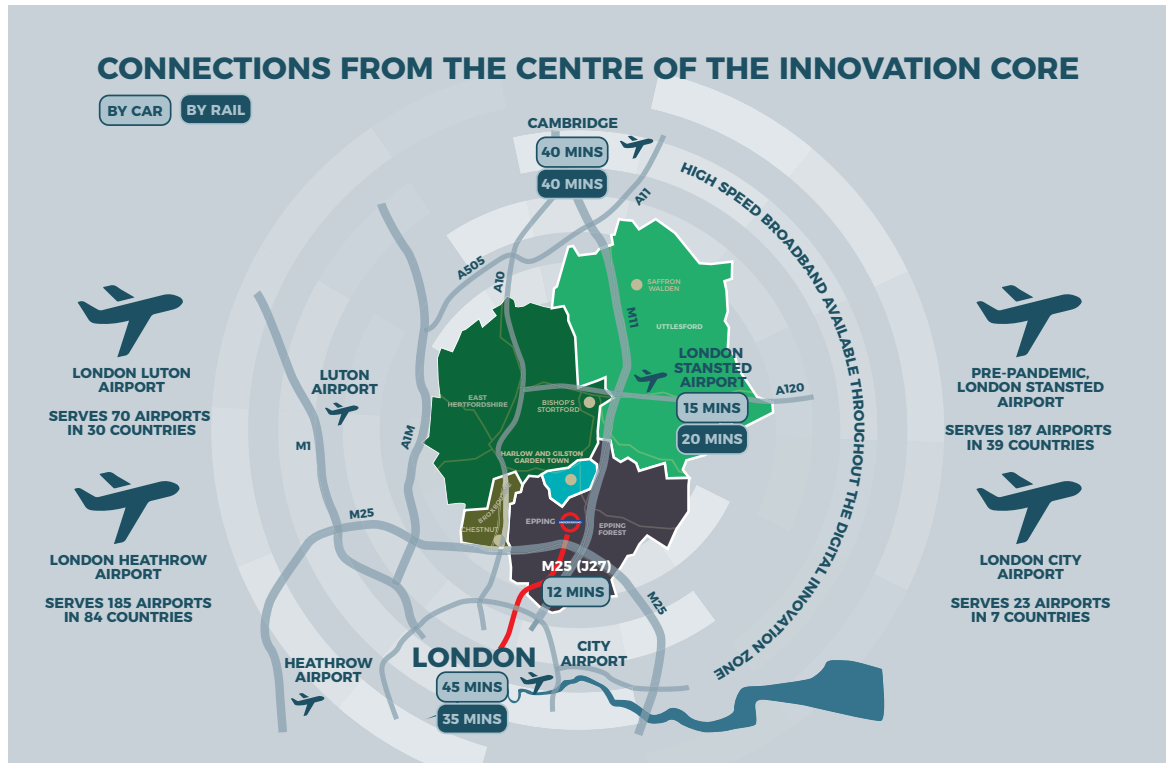 CONNECTIONS FROM THE CENTRE OF THE INNOVATION CORE
BY CAR
BY RAIL
CAMBRIDGE
40 MINS
40 MINS
HIGH SPEED BROADBAND AVAILABLE THROUGHOUT THE DIGITAL INNOVATION ZONE
A11
A505
A10
M11
SAFFRON
WALDEN
UTTLESFORD
LONDON
STANSTED
AIRPORT
15 MINS
20 MINS
A120
LONDON LUTON
AIRPORT
SERVES 70 AIRPORTS
IN 30 COUNTRIES
LUTON
AIRPORT
M1
A1M
EAST
HERTFORDSHIRE
BISHOP'S
STORTFORD
HARLOW AND GILSTON
GARDEN TOWN
PRE-PANDEMIC,
LONDON STANSTED
AIRPORT
SERVES 187 AIRPORTS
IN 39 COUNTRIES
LONDON HEATHROW
AIRPORT
SERVES 185 AIRPORTS
IN 84 COUNTRIES
M25
BROXBOURNE
CHESTNUT
EPPING
EPPING
FOREST
M25 (J27)
12 MINS
M25
LONDON CITY
AIRPORT
SERVES 23 AIRPORTS
IN 7 COUNTRIES
HEATHROW
AIRPORT
LONDON
45 MINS
35 MINS
CITY
AIRPORT